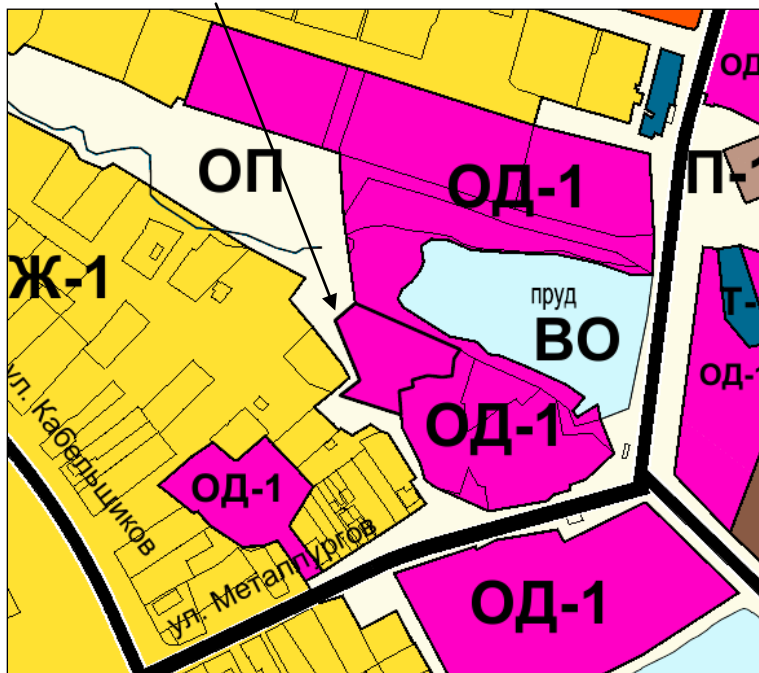 ОД
ОП
ОД-1
П-1
Ж-1
пруд
ВО
Т-
ОД-1
ул. Кабельщиков
ОД-1
ОД-1
ул. Металлургов
ОД-1